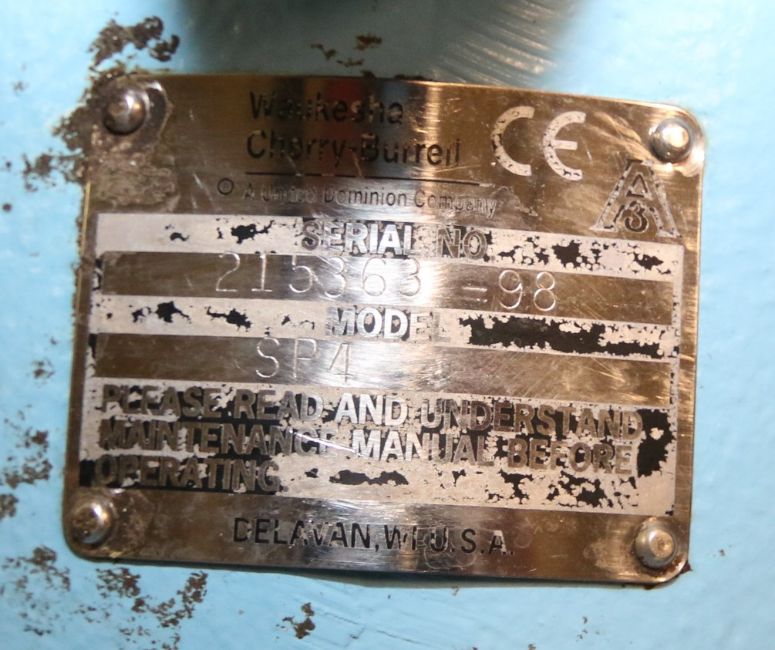 Waukesha
Cherry-Burrell
CE
A United Dominion Company
A
3
SERIAL NO.
215363 -98
MODEL
SP4
PLEASE READ AND UNDERSTAND
MAINTENANCE MANUAL BEFORE
OPERATING.
DELAVAN, WI U.S.A.